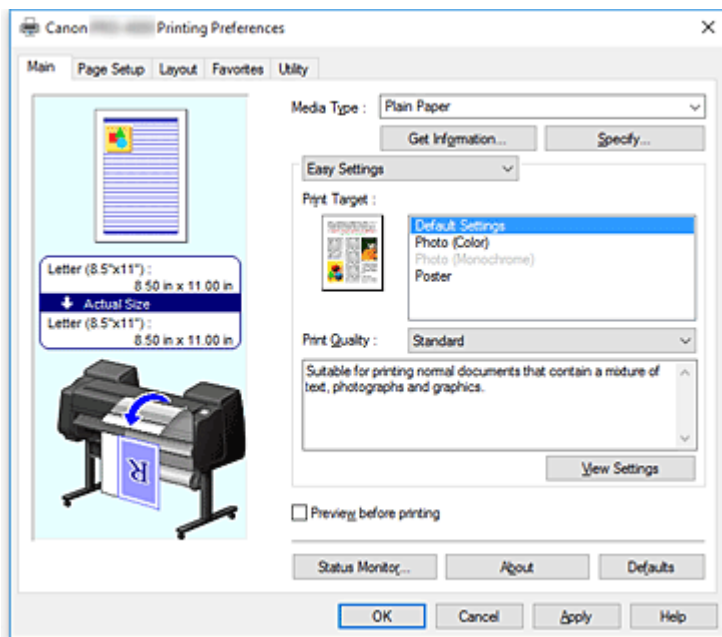 Canon Printing Preferences
Main Page Setup Layout Favorites Utility
Media Type : Plain Paper
Get Information... Specify...
Easy Settings
Print Target :
Default Settings
Photo (Color)
Photo (Monochrome)
Poster
Letter (8.5"x11") :
8.50 in x 11.00 in
Actual Size
Letter (8.5"x11") :
8.50 in x 11.00 in
Print Quality : Standard
Suitable for printing normal documents that contain a mixture of
text, photographs and graphics.
R
View Settings
Preview before printing
Status Monitor... About Defaults
OK Cancel Apply Help